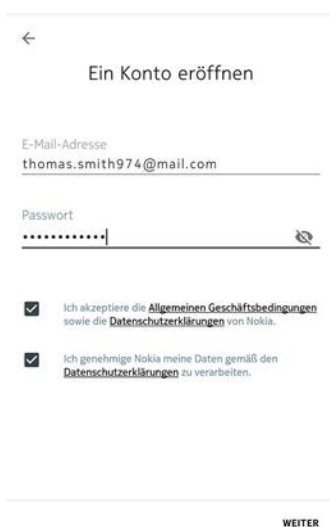 Ein Konto eröffnen
E-Mail-Adresse
thomas.smith974@mail.com
Passwort
••••••••••••
Ich akzeptiere die Allgemeinen Geschäftsbedingungen
sowie die Datenschutzerklärungen von Nokia.
Ich genehmige Nokia meine Daten gemäß den
Datenschutzerklärungen zu verarbeiten.
WEITER